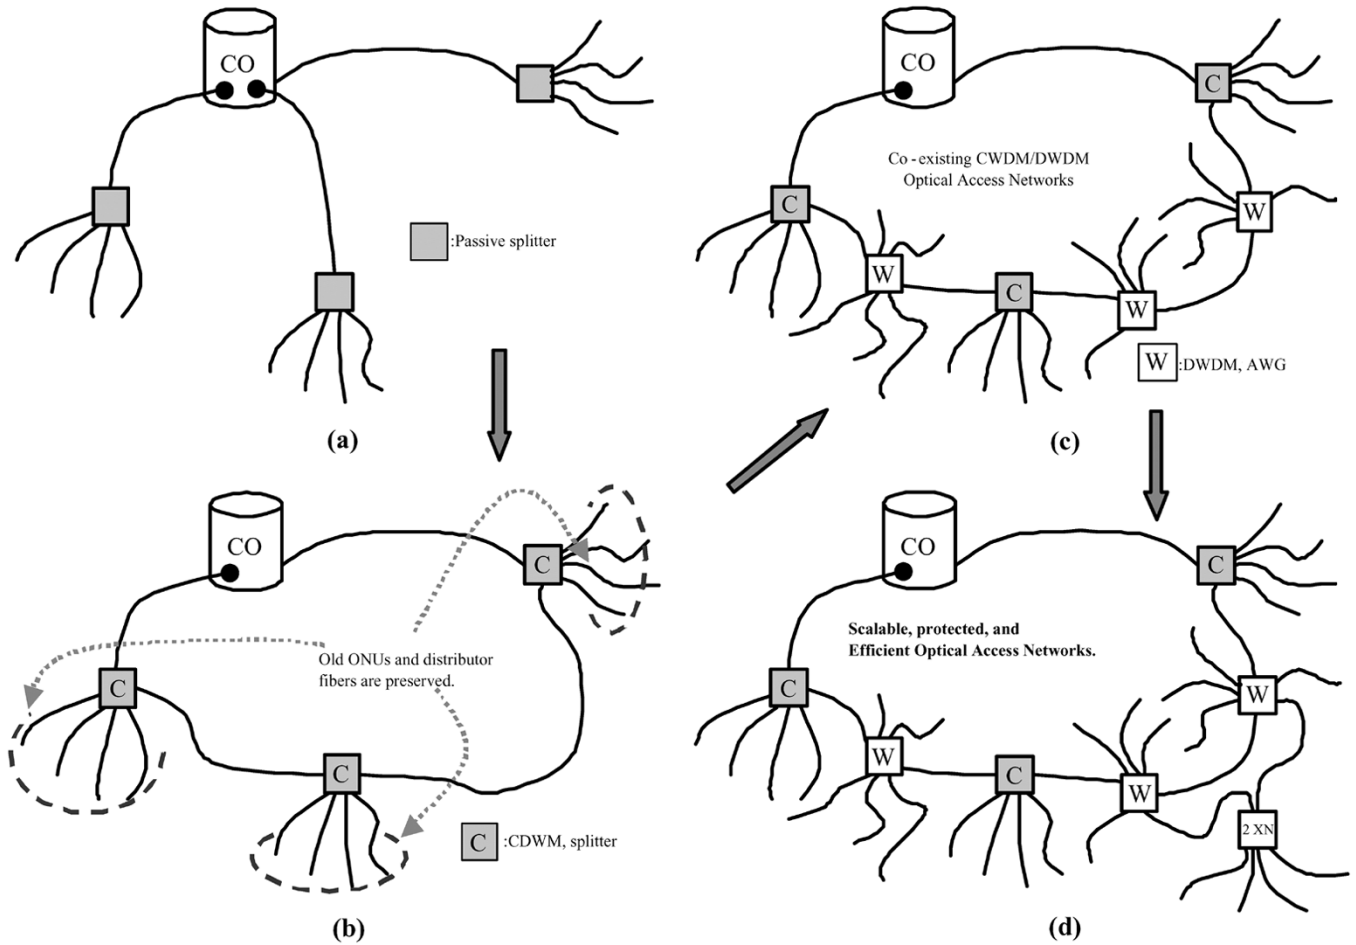 CO
:Passive splitter
(a)
CO
C
C
C
Old ONUs and distributor
fibers are preserved.
C
:CDWM, splitter
(b)
CO
C
Co - existing CWDM/DWDM
Optical Access Networks
C
W
W
C
W
W
:DWDM, AWG
(c)
CO
C
Scalable, protected, and
Efficient Optical Access Networks.
C
W
W
C
W
2 XN
(d)